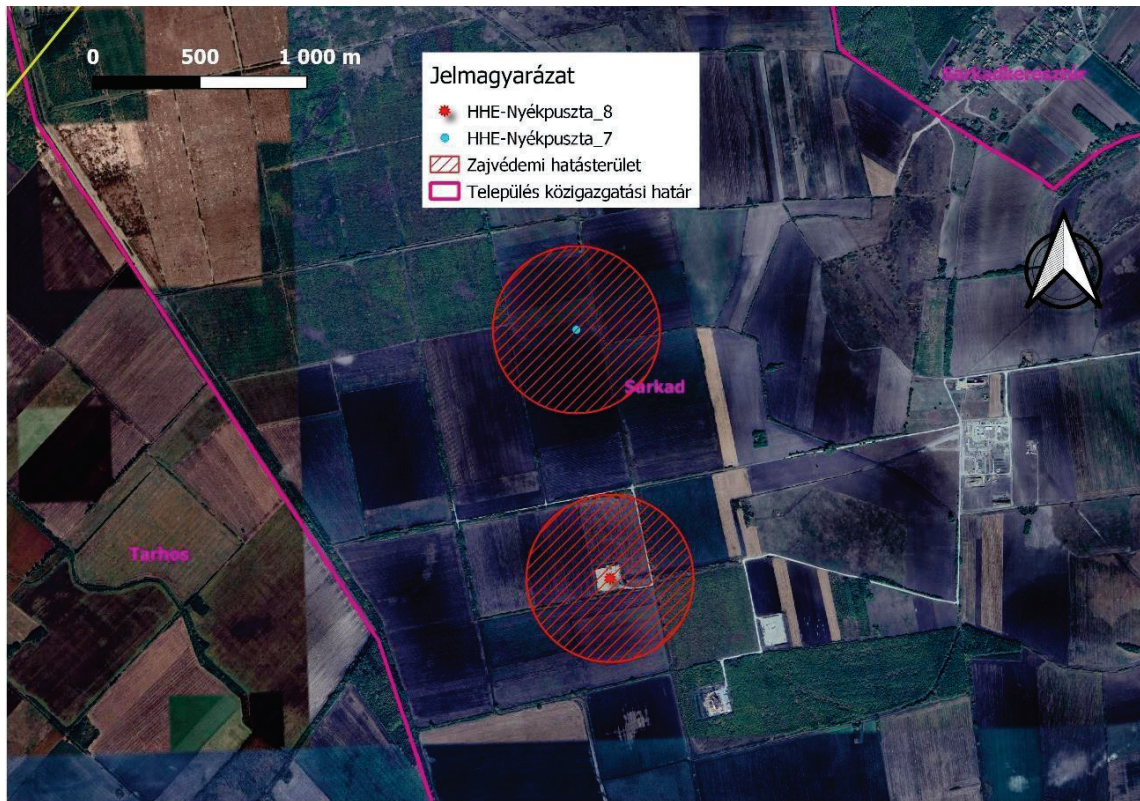 0 500 1 000 m
Jelmagyarázat
HHE-Nyékpuszta_8
HHE-Nyékpuszta_7
Zajvédemi hatásterület
Település közigazgatási határ
Sarkadkeresztúr
Sarkad
Tarhos